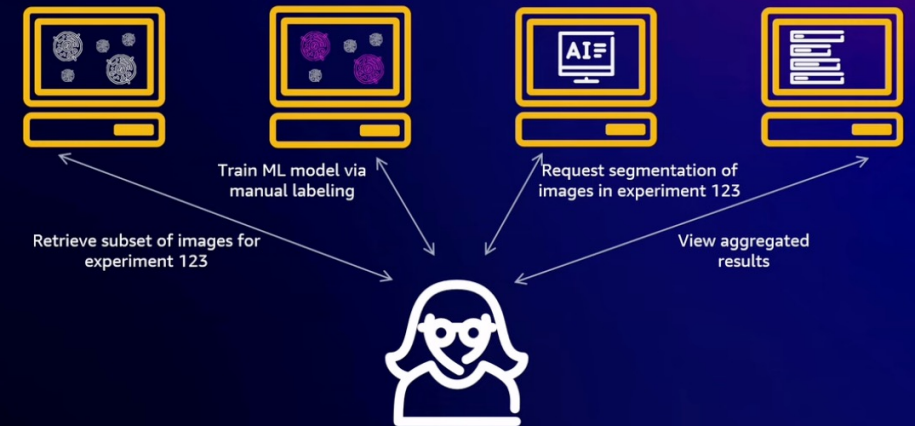 AI
Train ML model via
manual labeling
Request segmentation of
images in experiment 123
Retrieve subset of images for
experiment 123
View aggregated
results